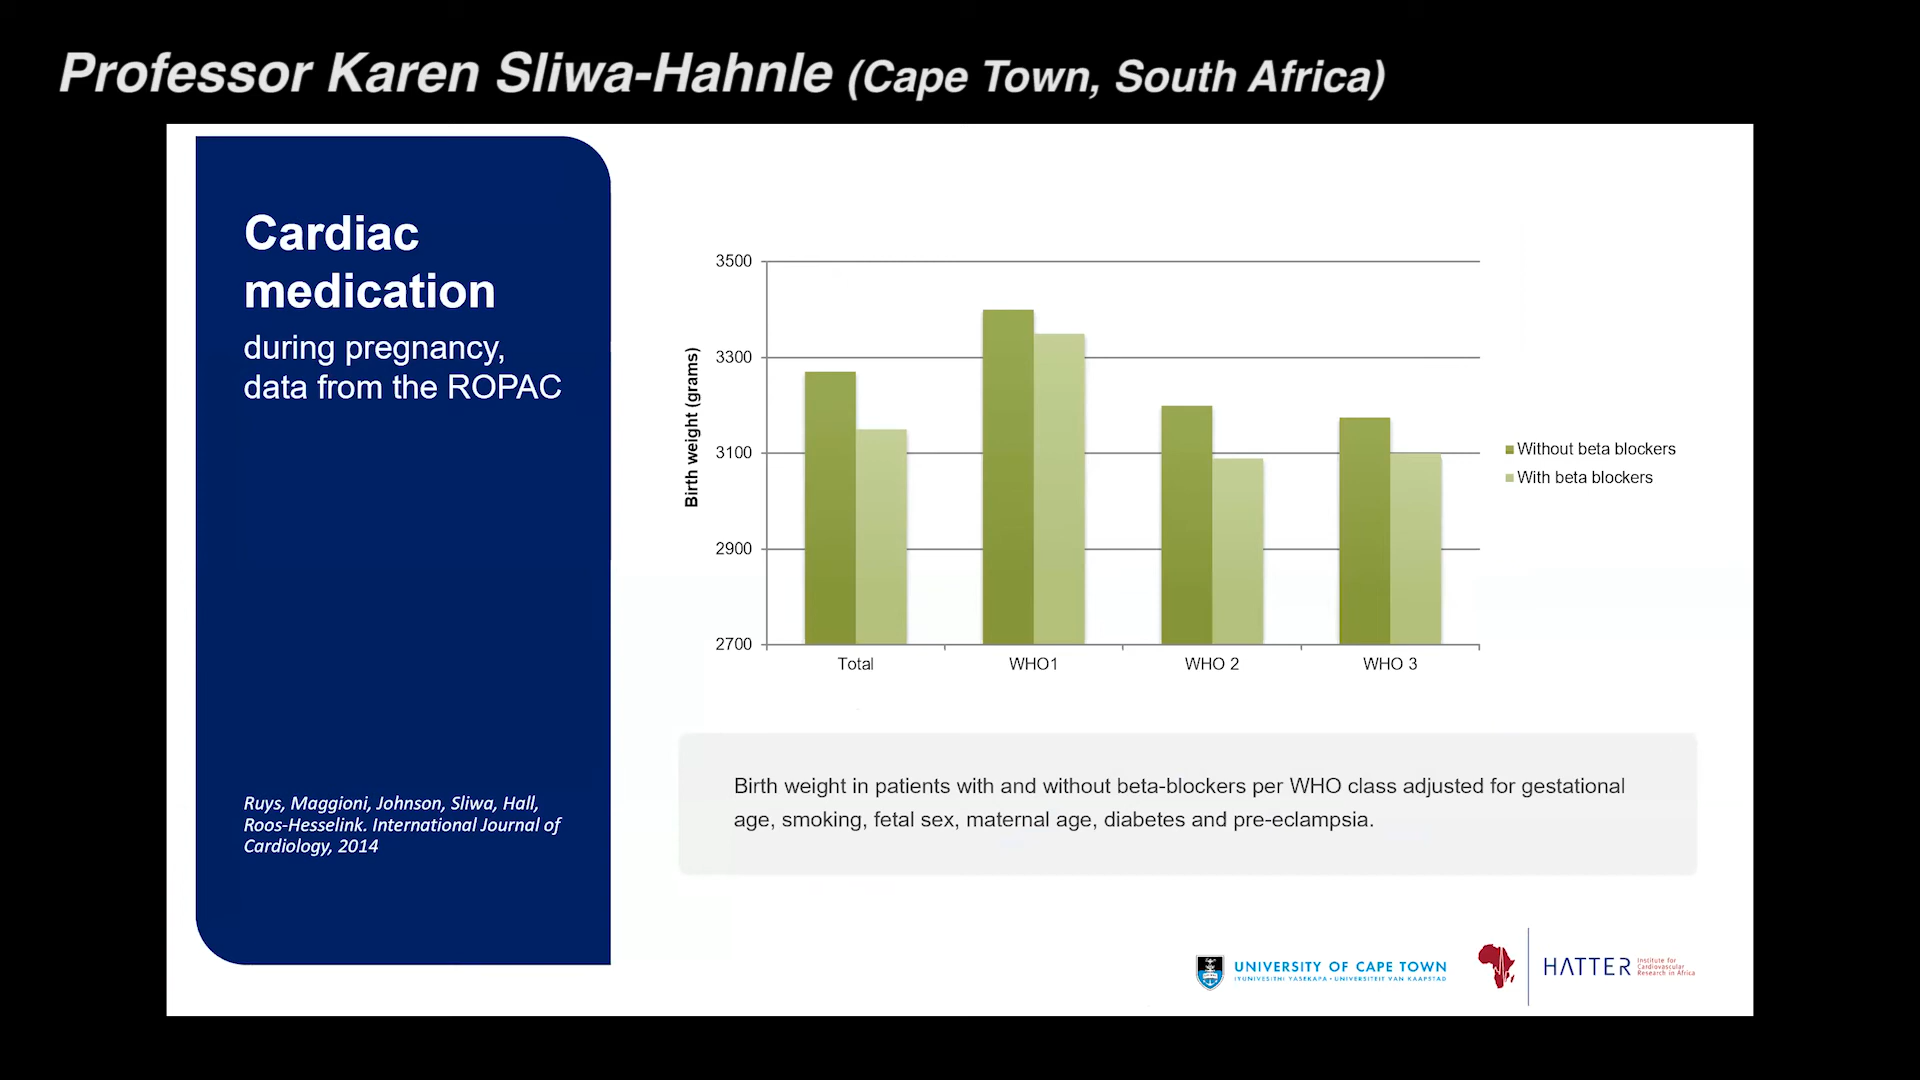 Professor Karen Sliwa-Hahnle (Cape Town, South Africa)
Cardiac
medication
during pregnancy,
data from the ROPAC
Ruys, Maggioni, Johnson, Sliwa, Hall,
Roos-Hesselink. International Journal of
Cardiology, 2014
Birth weight (grams)
3500
3300
3100
2900
2700
Total
WHO1
WHO 2
WHO 3
Without beta blockers
With beta blockers
Birth weight in patients with and without beta-blockers per WHO class adjusted for gestational
age, smoking, fetal sex, maternal age, diabetes and pre-eclampsia.
UNIVERSITY OF CAPE TOWN
IYUNIVESITHI YASEKAPA • UNIVERSITEIT VAN KAAPSTAD
HATTER
Institute for
Cardiovascular
Research in Africa